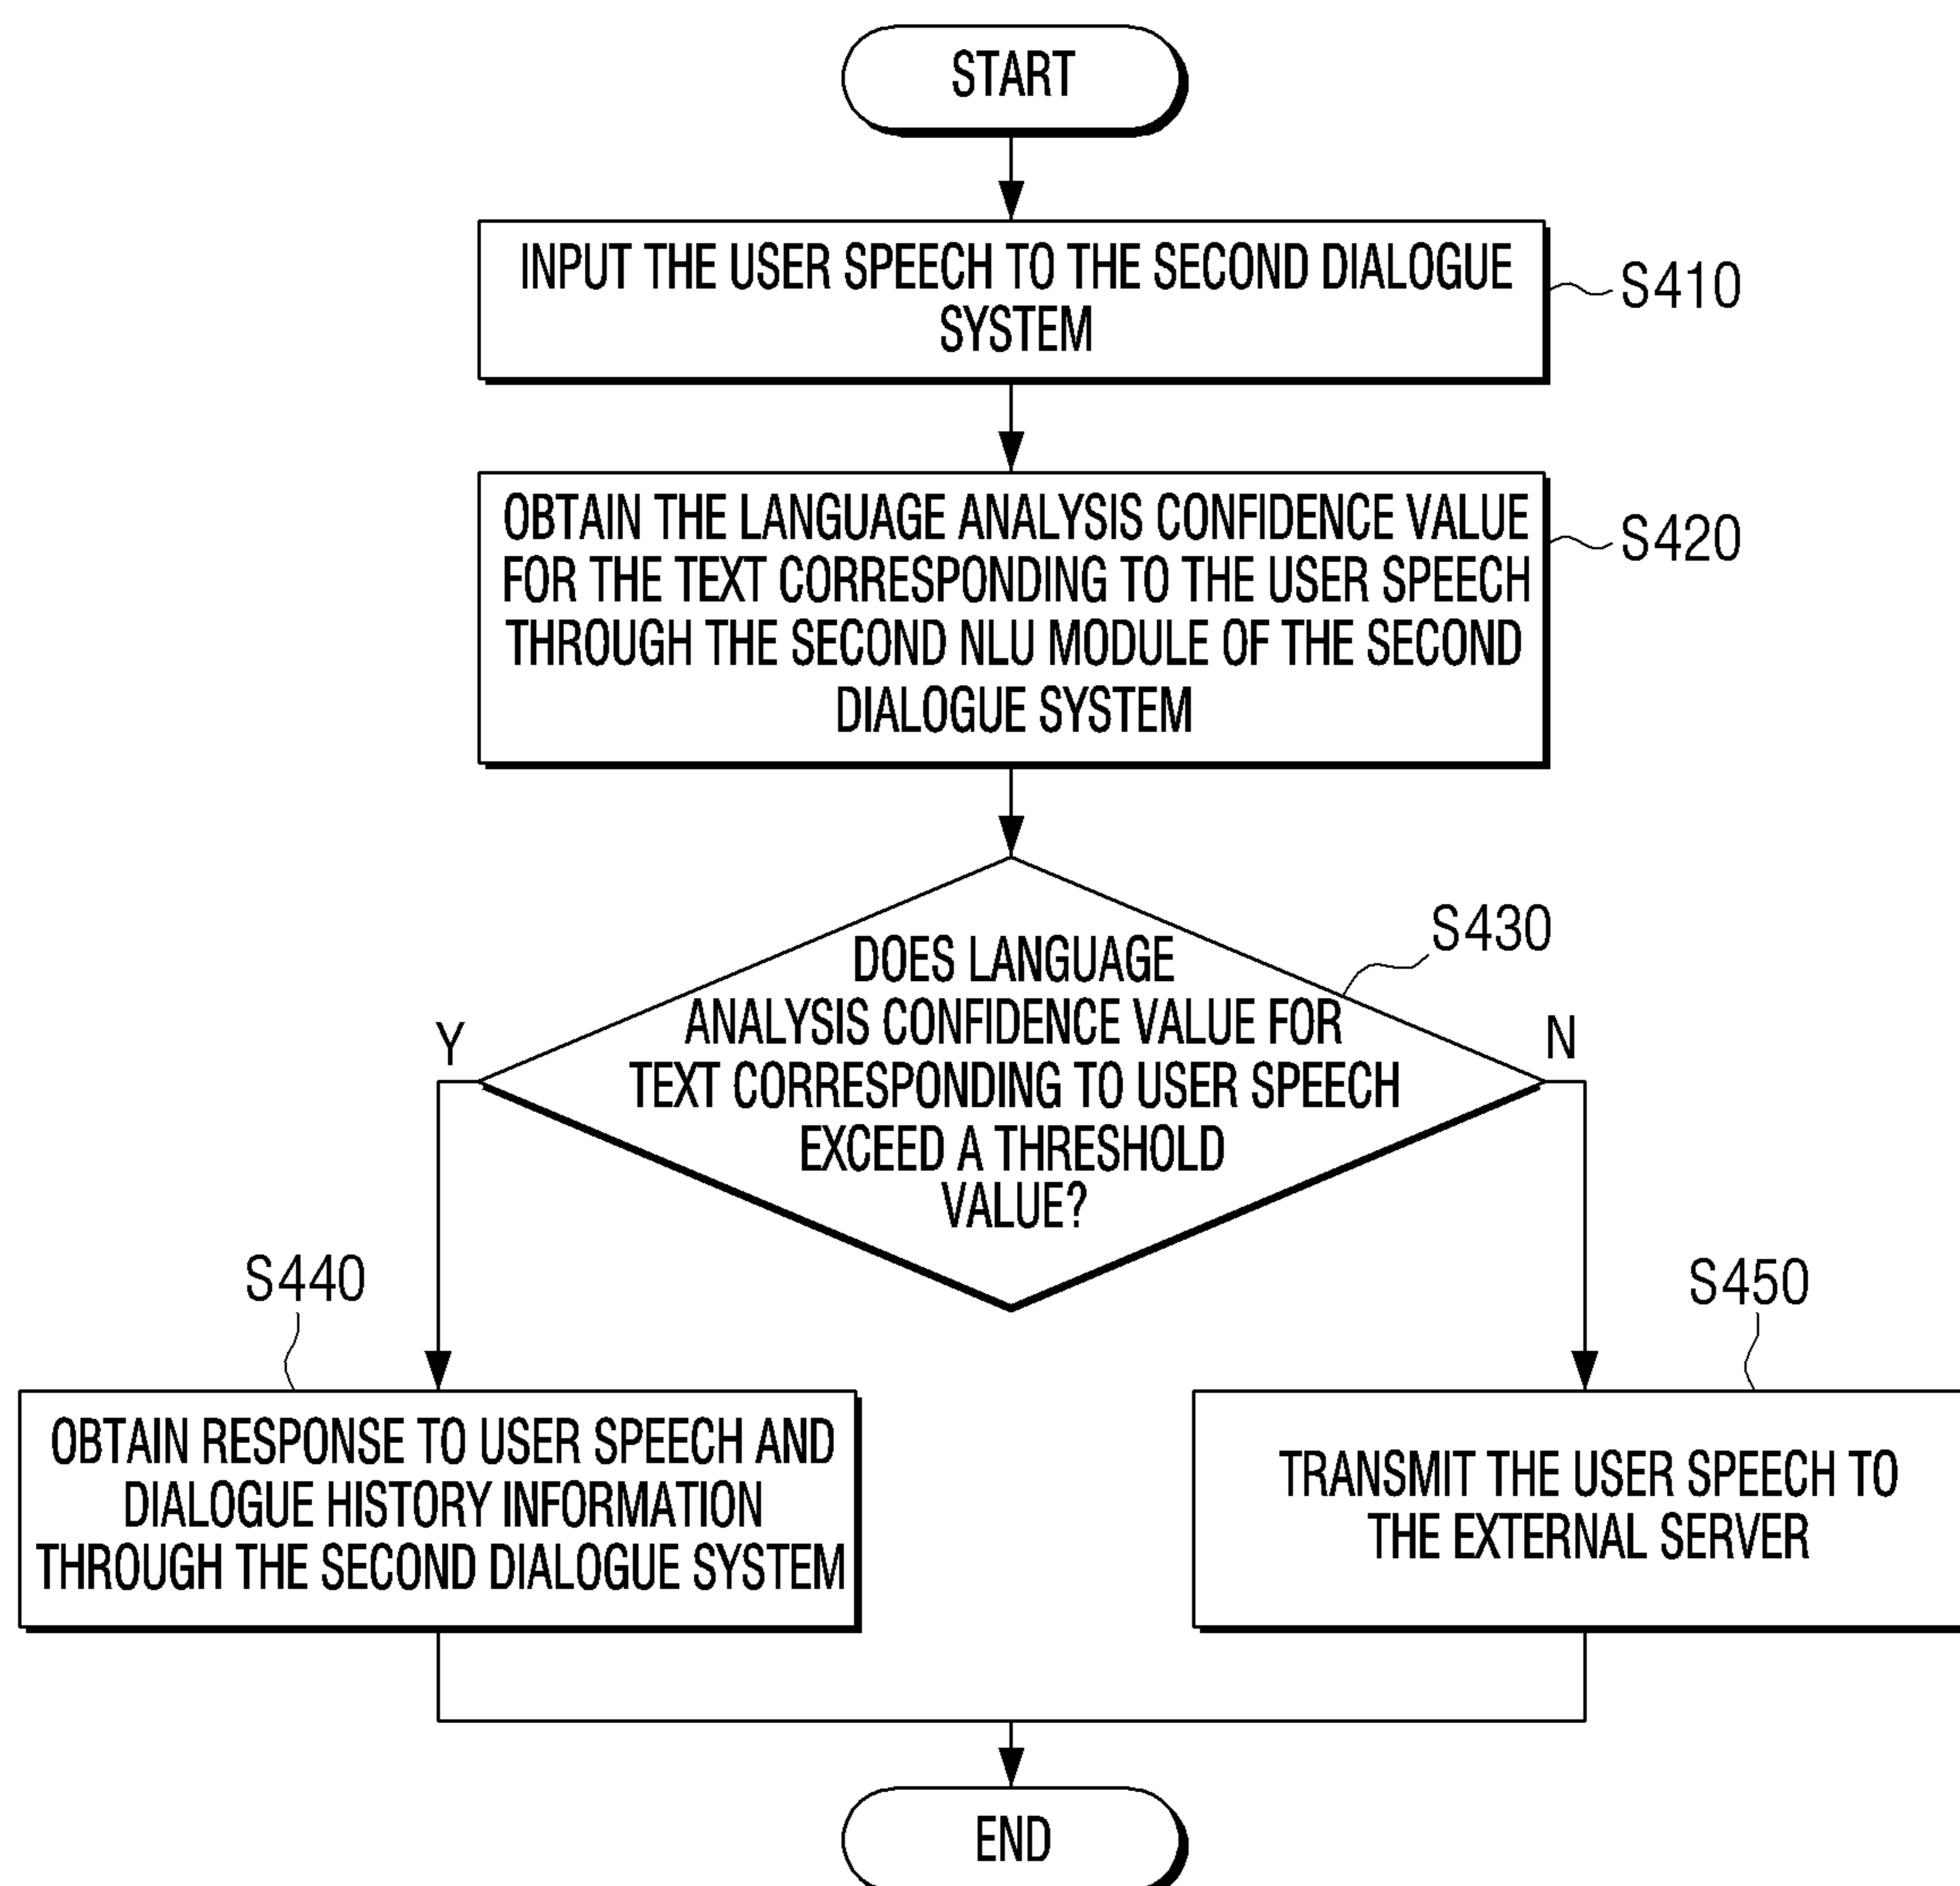 START
INPUT THE USER SPEECH TO THE SECOND DIALOGUE
SYSTEM
S410
OBTAIN THE LANGUAGE ANALYSIS CONFIDENCE VALUE
FOR THE TEXT CORRESPONDING TO THE USER SPEECH
THROUGH THE SECOND NLU MODULE OF THE SECOND
DIALOGUE SYSTEM
S420
DOES LANGUAGE
ANALYSIS CONFIDENCE VALUE FOR
TEXT CORRESPONDING TO USER SPEECH
EXCEED A THRESHOLD
VALUE?
S430
Y
N
S440
OBTAIN RESPONSE TO USER SPEECH AND
DIALOGUE HISTORY INFORMATION
THROUGH THE SECOND DIALOGUE SYSTEM
S450
TRANSMIT THE USER SPEECH TO
THE EXTERNAL SERVER
END